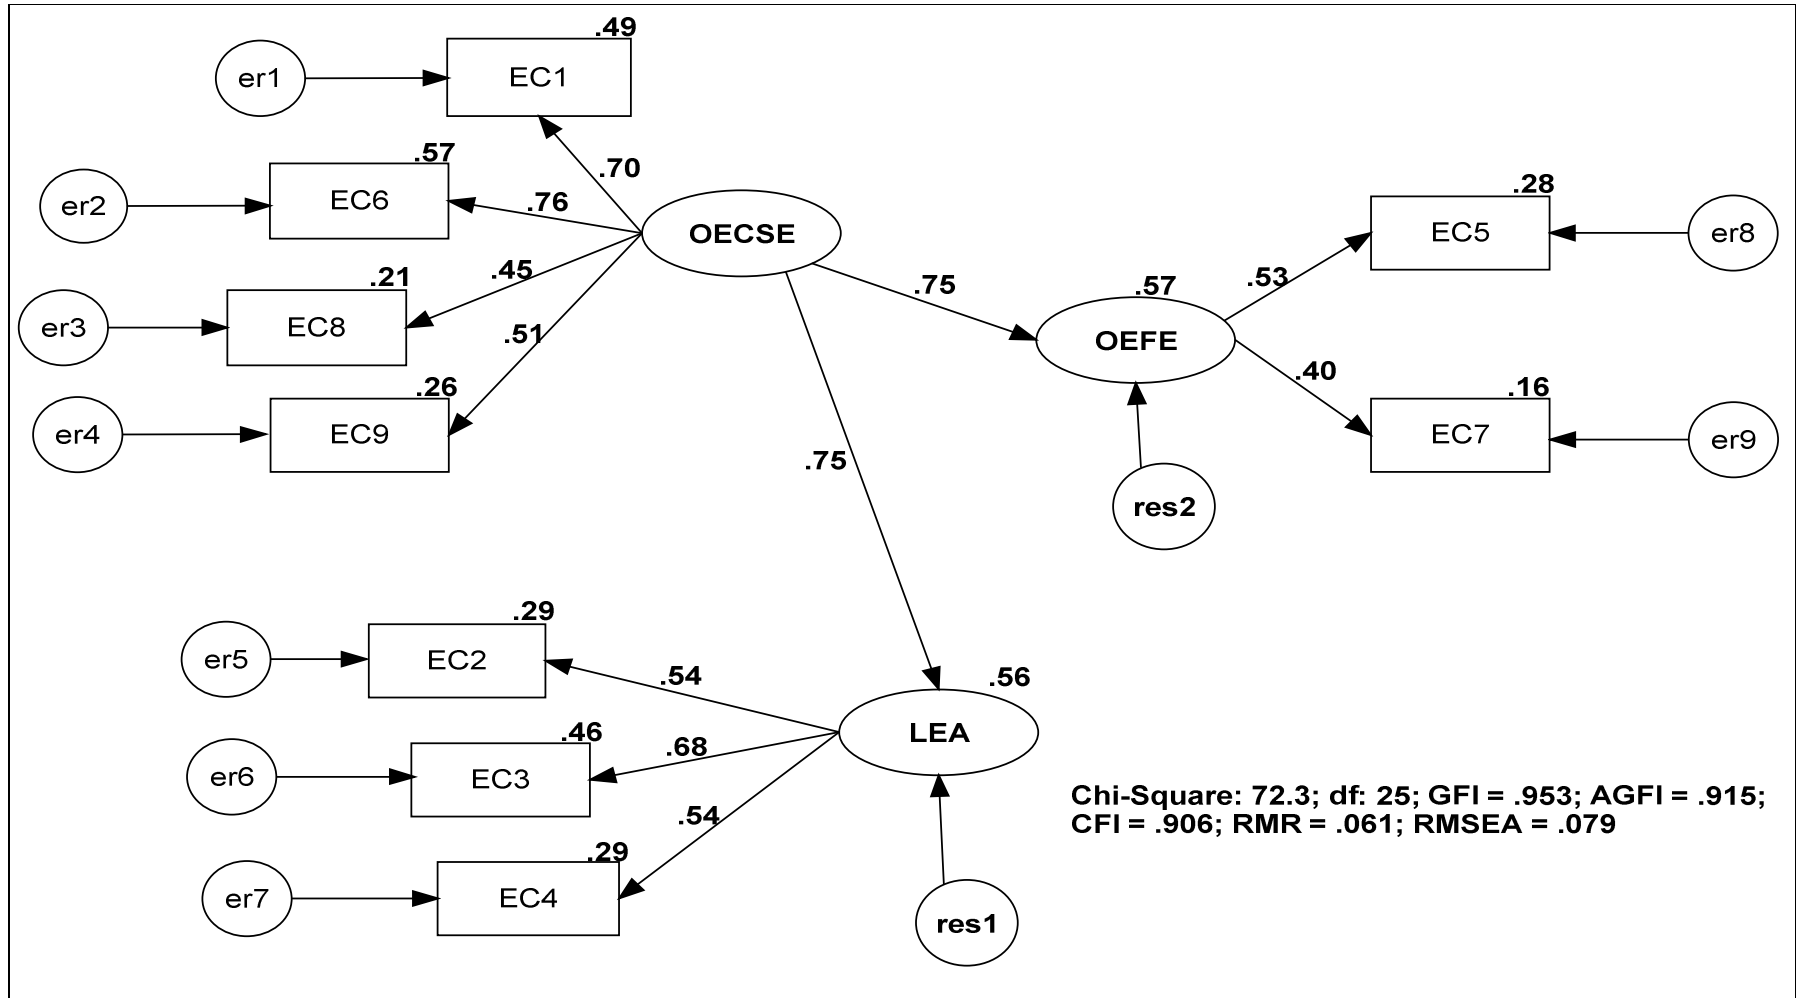 .49
er1
EC1
.70
.57
er2
EC6
.76
OECSE
.28
EC5
er8
.21
er3
EC8
.45
.75
.57
OEFE
.53
.51
.26
er4
EC9
.40
.16
EC7
er9
.75
res2
.29
er5
EC2
.54
.56
LEA
.46
er6
EC3
.68
.54
.29
er7
EC4
res1
Chi-Square: 72.3; df: 25; GFI = .953; AGFI = .915;
CFI = .906; RMR = .061; RMSEA = .079